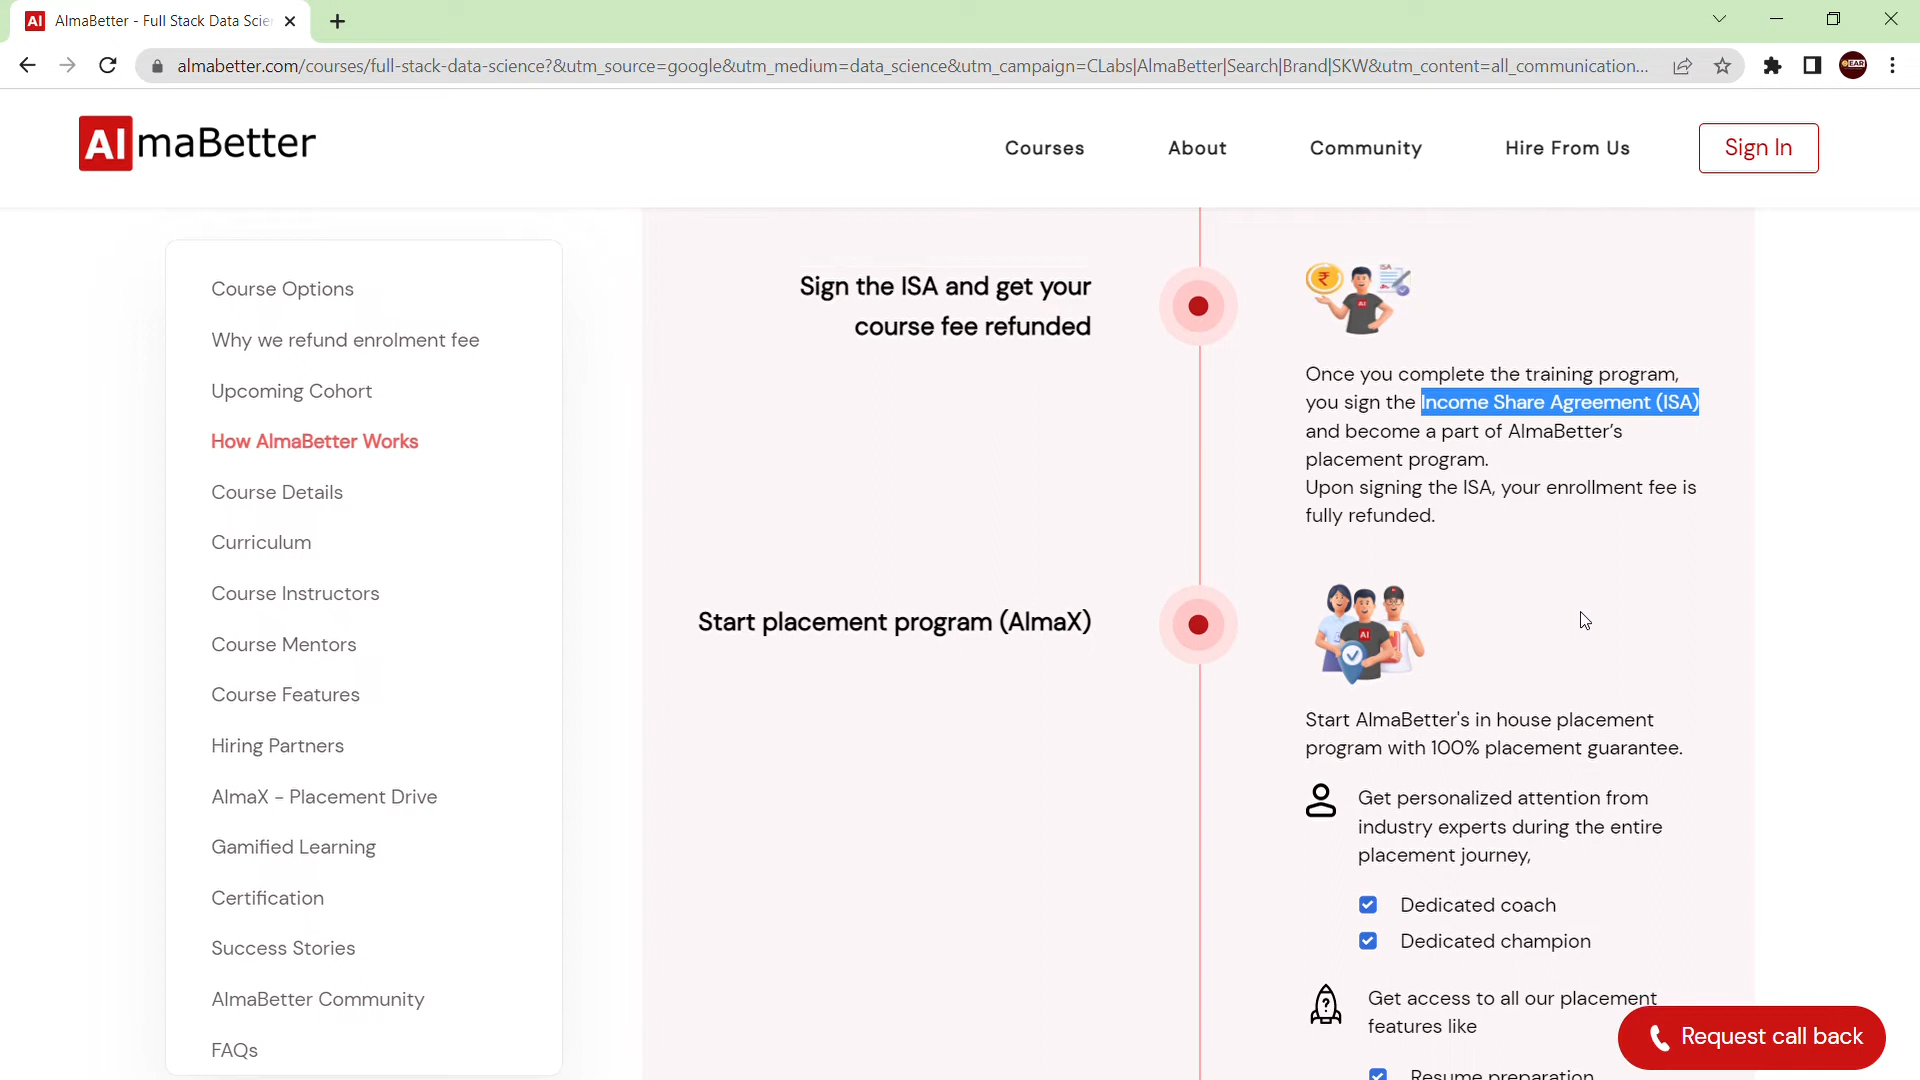 AlmaBetter - Full Stack Data Scie
almabetter.com/courses/full-stack-data-science?&utm_source=google&utm_medium=data_science&utm_campaign=CLabs|AlmaBetter|Search|Brand|SKW&utm_content=all_communication...
AlmaBetter
Courses
About
Community
Hire From Us
Sign In
Course Options
Why we refund enrolment fee
Upcoming Cohort
How AlmaBetter Works
Course Details
Curriculum
Course Instructors
Course Mentors
Course Features
Hiring Partners
AlmaX - Placement Drive
Gamified Learning
Certification
Success Stories
AlmaBetter Community
FAQs
Sign the ISA and get your
course fee refunded
Once you complete the training program,
you sign the Income Share Agreement (ISA)
and become a part of AlmaBetter’s
placement program.
Upon signing the ISA, your enrollment fee is
fully refunded.
Start placement program (AlmaX)
Start AlmaBetter's in house placement
program with 100% placement guarantee.
Get personalized attention from
industry experts during the entire
placement journey,
Dedicated coach
Dedicated champion
Get access to all our placement
features like
Resume preparation
Request call back